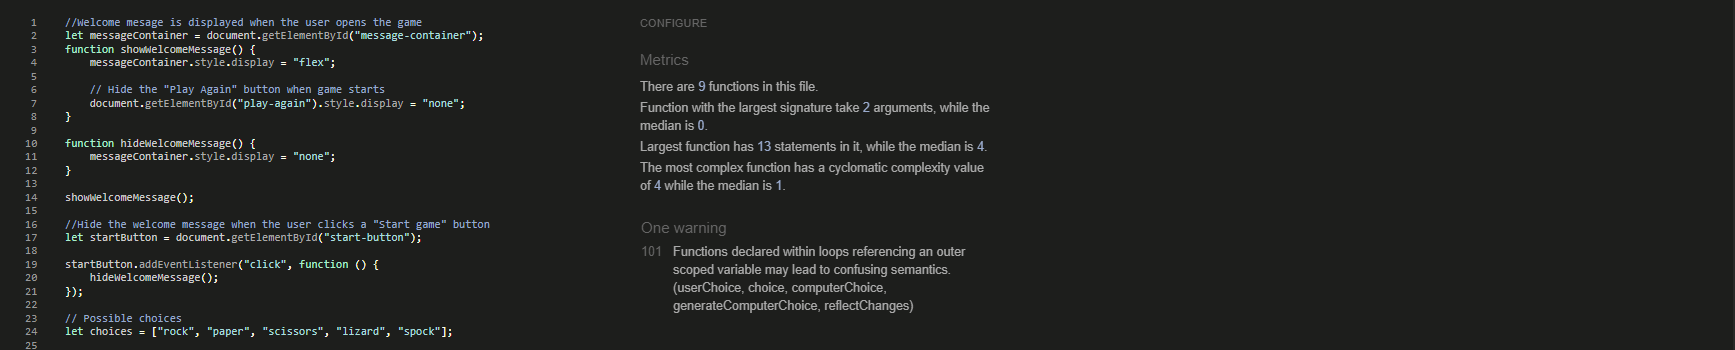 1 //Welcome mesage is displayed when the user opens the game
2 let messageContainer = document.getElementById("message-container");
3 function showWelcomeMessage() {
4 messageContainer.style.display = "flex";
5
6 // Hide the "Play Again" button when game starts
7 document.getElementById("play-again").style.display = "none";
8 }
9
10 function hideWelcomeMessage() {
11 messageContainer.style.display = "none";
12 }
13
14 showWelcomeMessage();
15
16 //Hide the welcome message when the user clicks a "Start game" button
17 let startButton = document.getElementById("start-button");
18
19 startButton.addEventListener("click", function () {
20 hideWelcomeMessage();
21 });
22
23 // Possible choices
24 let choices = ["rock", "paper", "scissors", "lizard", "spock"];
25
CONFIGURE
Metrics
There are 9 functions in this file.
Function with the largest signature take 2 arguments, while the
median is 0.
Largest function has 13 statements in it, while the median is 4.
The most complex function has a cyclomatic complexity value
of 4 while the median is 1.
One warning
101 Functions declared within loops referencing an outer
scoped variable may lead to confusing semantics.
(userChoice, choice, computerChoice,
generateComputerChoice, reflectChanges)